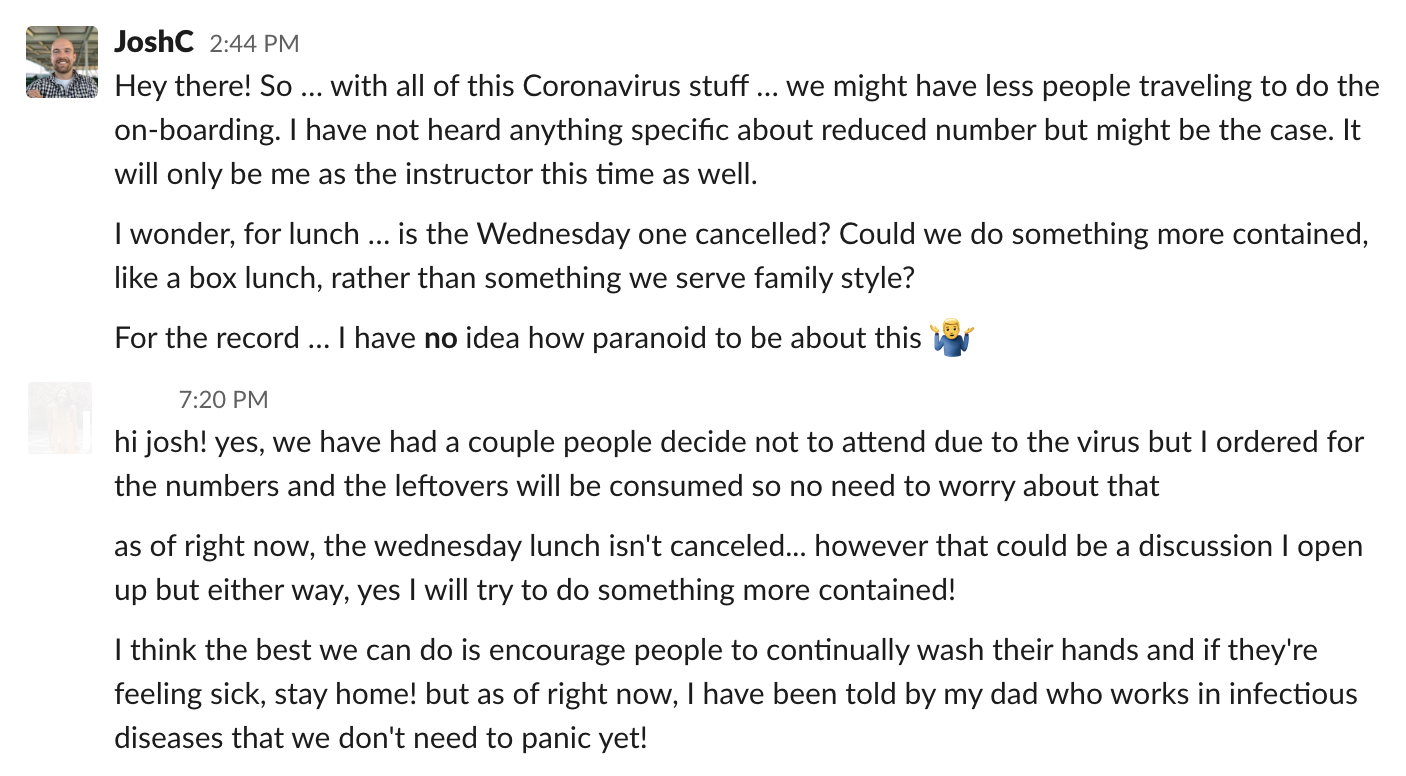 JoshC 2:44 PM
Hey there! So ... with all of this Coronavirus stuff ... we might have less people traveling to do the
on-boarding. I have not heard anything specific about reduced number but might be the case. It
will only be me as the instructor this time as well.
I wonder, for lunch ... is the Wednesday one cancelled? Could we do something more contained,
like a box lunch, rather than something we serve family style?
For the record ... I have no idea how paranoid to be about this 🤷‍♂️
7:20 PM
hi josh! yes, we have had a couple people decide not to attend due to the virus but I ordered for
the numbers and the leftovers will be consumed so no need to worry about that
as of right now, the wednesday lunch isn't canceled... however that could be a discussion I open
up but either way, yes I will try to do something more contained!
I think the best we can do is encourage people to continually wash their hands and if they're
feeling sick, stay home! but as of right now, I have been told by my dad who works in infectious
diseases that we don't need to panic yet!